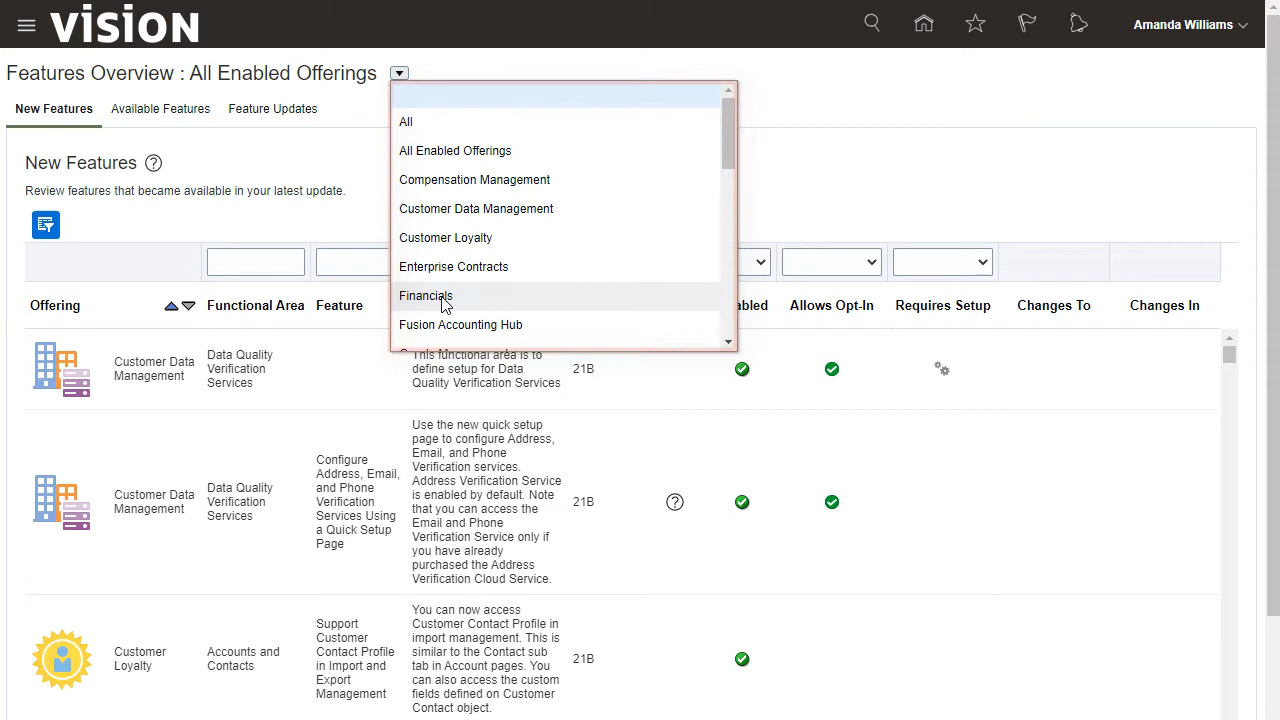 vision
Amanda Williams
Features Overview : All Enabled Offerings
New Features
Available Features
Feature Updates
All
All Enabled Offerings
Compensation Management
Customer Data Management
Customer Loyalty
Enterprise Contracts
Financials
Fusion Accounting Hub
New Features ?
Review features that became available in your latest update.
Offering
Functional Area
Feature
bled
Allows Opt-In
Requires Setup
Changes To
Changes In
Customer Data
Management
Data Quality
Verification
Services
This functional area is to
define setup for Data
Quality Verification Services
21B
Customer Data
Management
Data Quality
Verification
Services
Configure
Address, Email,
and Phone
Verification
Services Using
a Quick Setup
Page
Use the new quick setup
page to configure Address,
Email, and Phone
Verification services.
Address Verification Service
is enabled by default. Note
that you can access the
Email and Phone
Verification Service only if
you have already
purchased the Address
Verification Cloud Service.
21B
?
Customer
Loyalty
Accounts and
Contacts
Support
Customer
Contact Profile
in Import and
Export
Management
You can now access
Customer Contact Profile in
import management. This is
similar to the Contact sub
tab in Account pages. You
can also access the custom
fields defined on Customer
Contact object.
21B